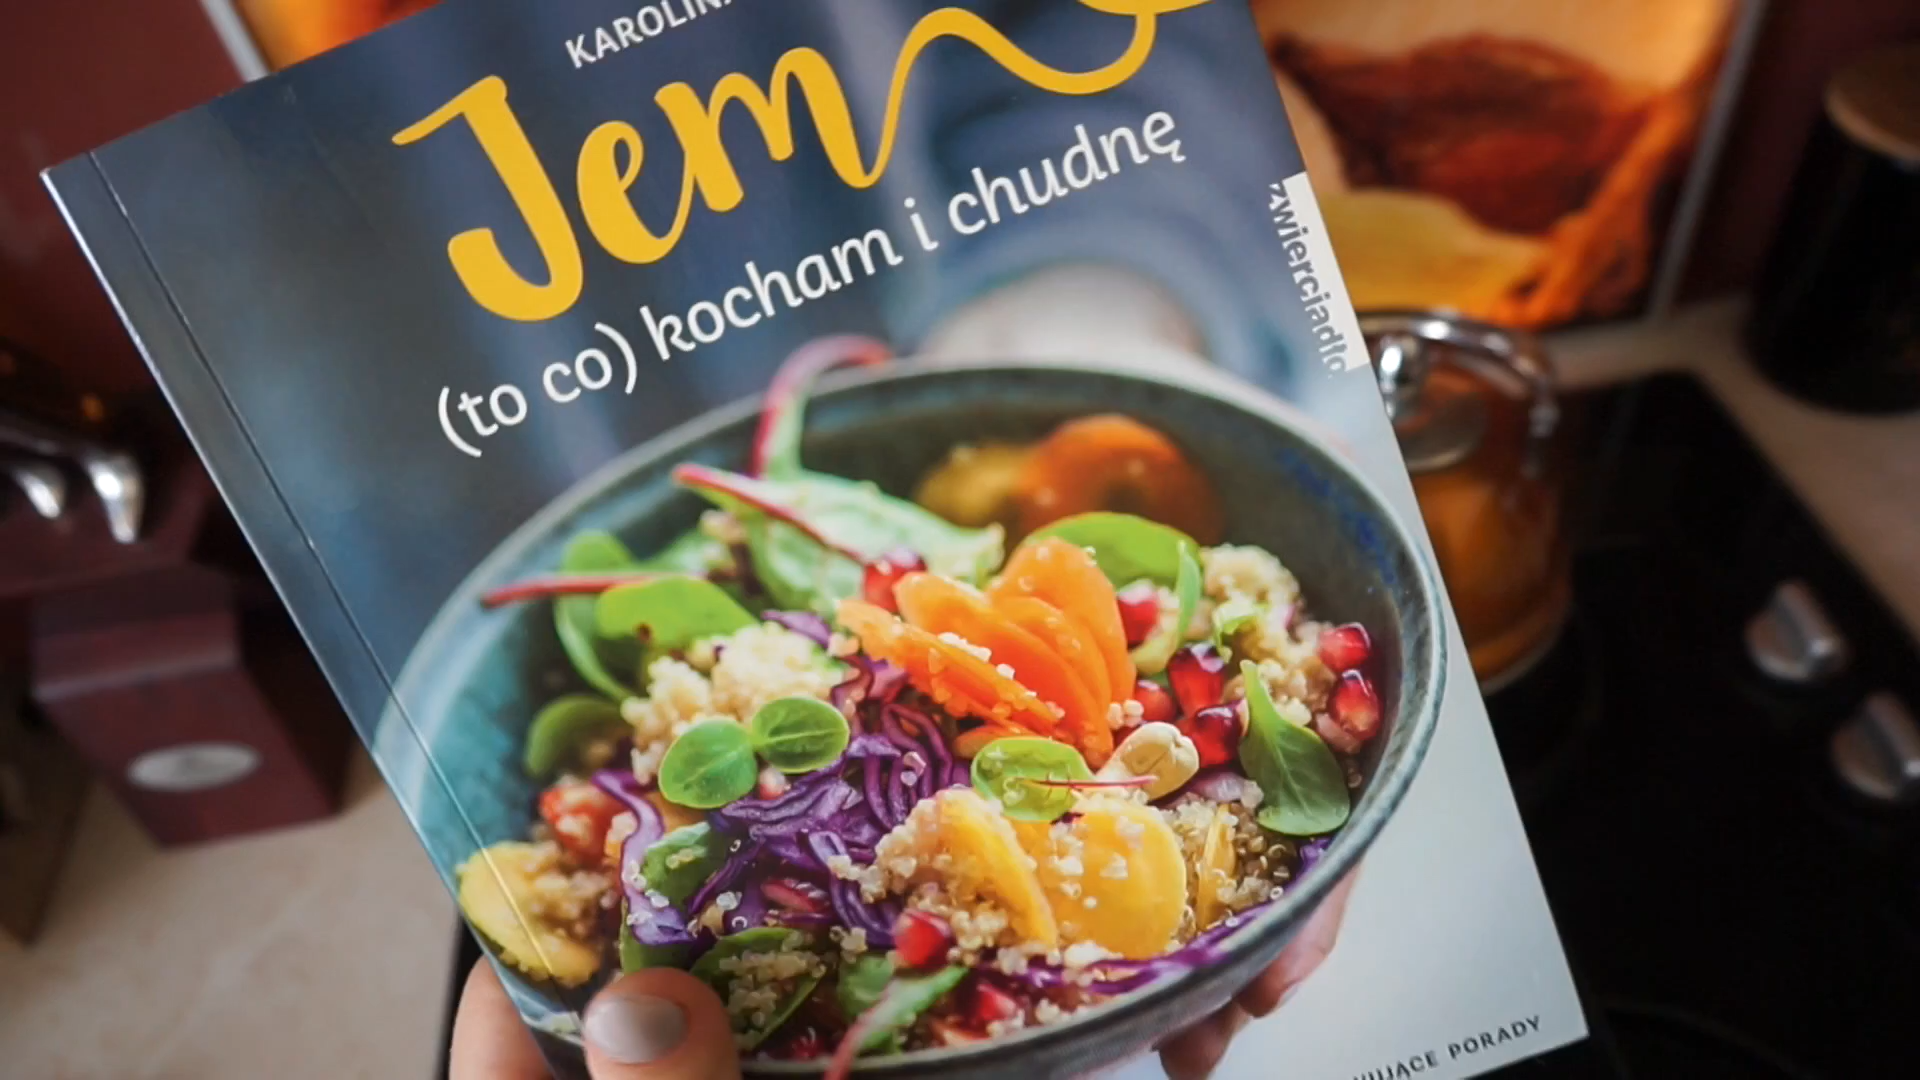 KAROLINA
Jem
(to co) kocham i chudnę
zwierciadło
PORADY